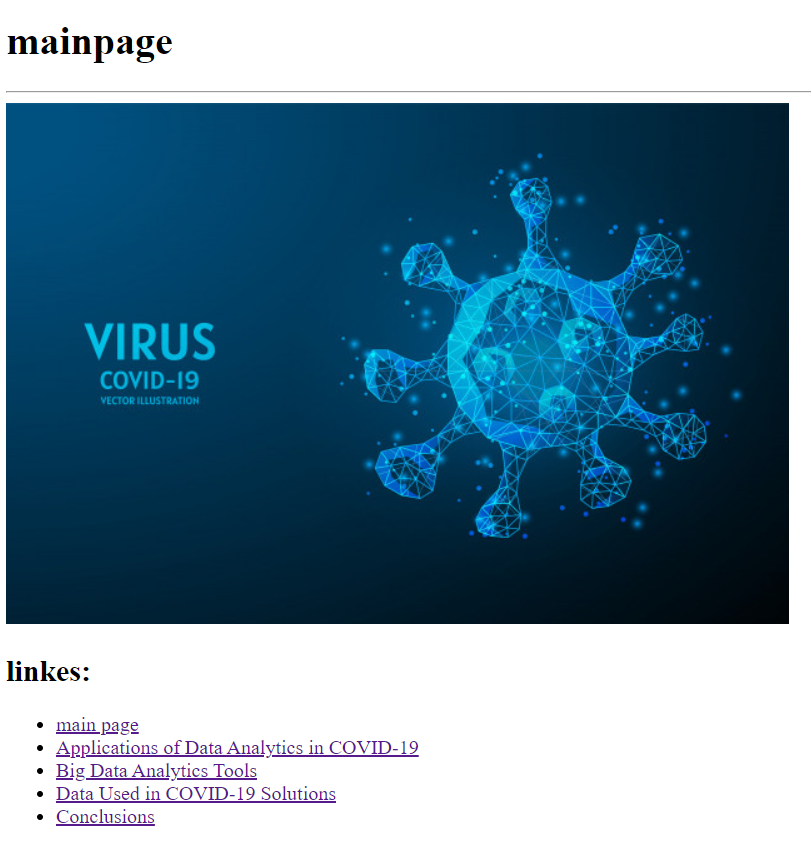 mainpage
VIRUS
COVID-19
VECTOR ILLUSTRATION
linkes:
main page
Applications of Data Analytics in COVID-19
Big Data Analytics Tools
Data Used in COVID-19 Solutions
Conclusions